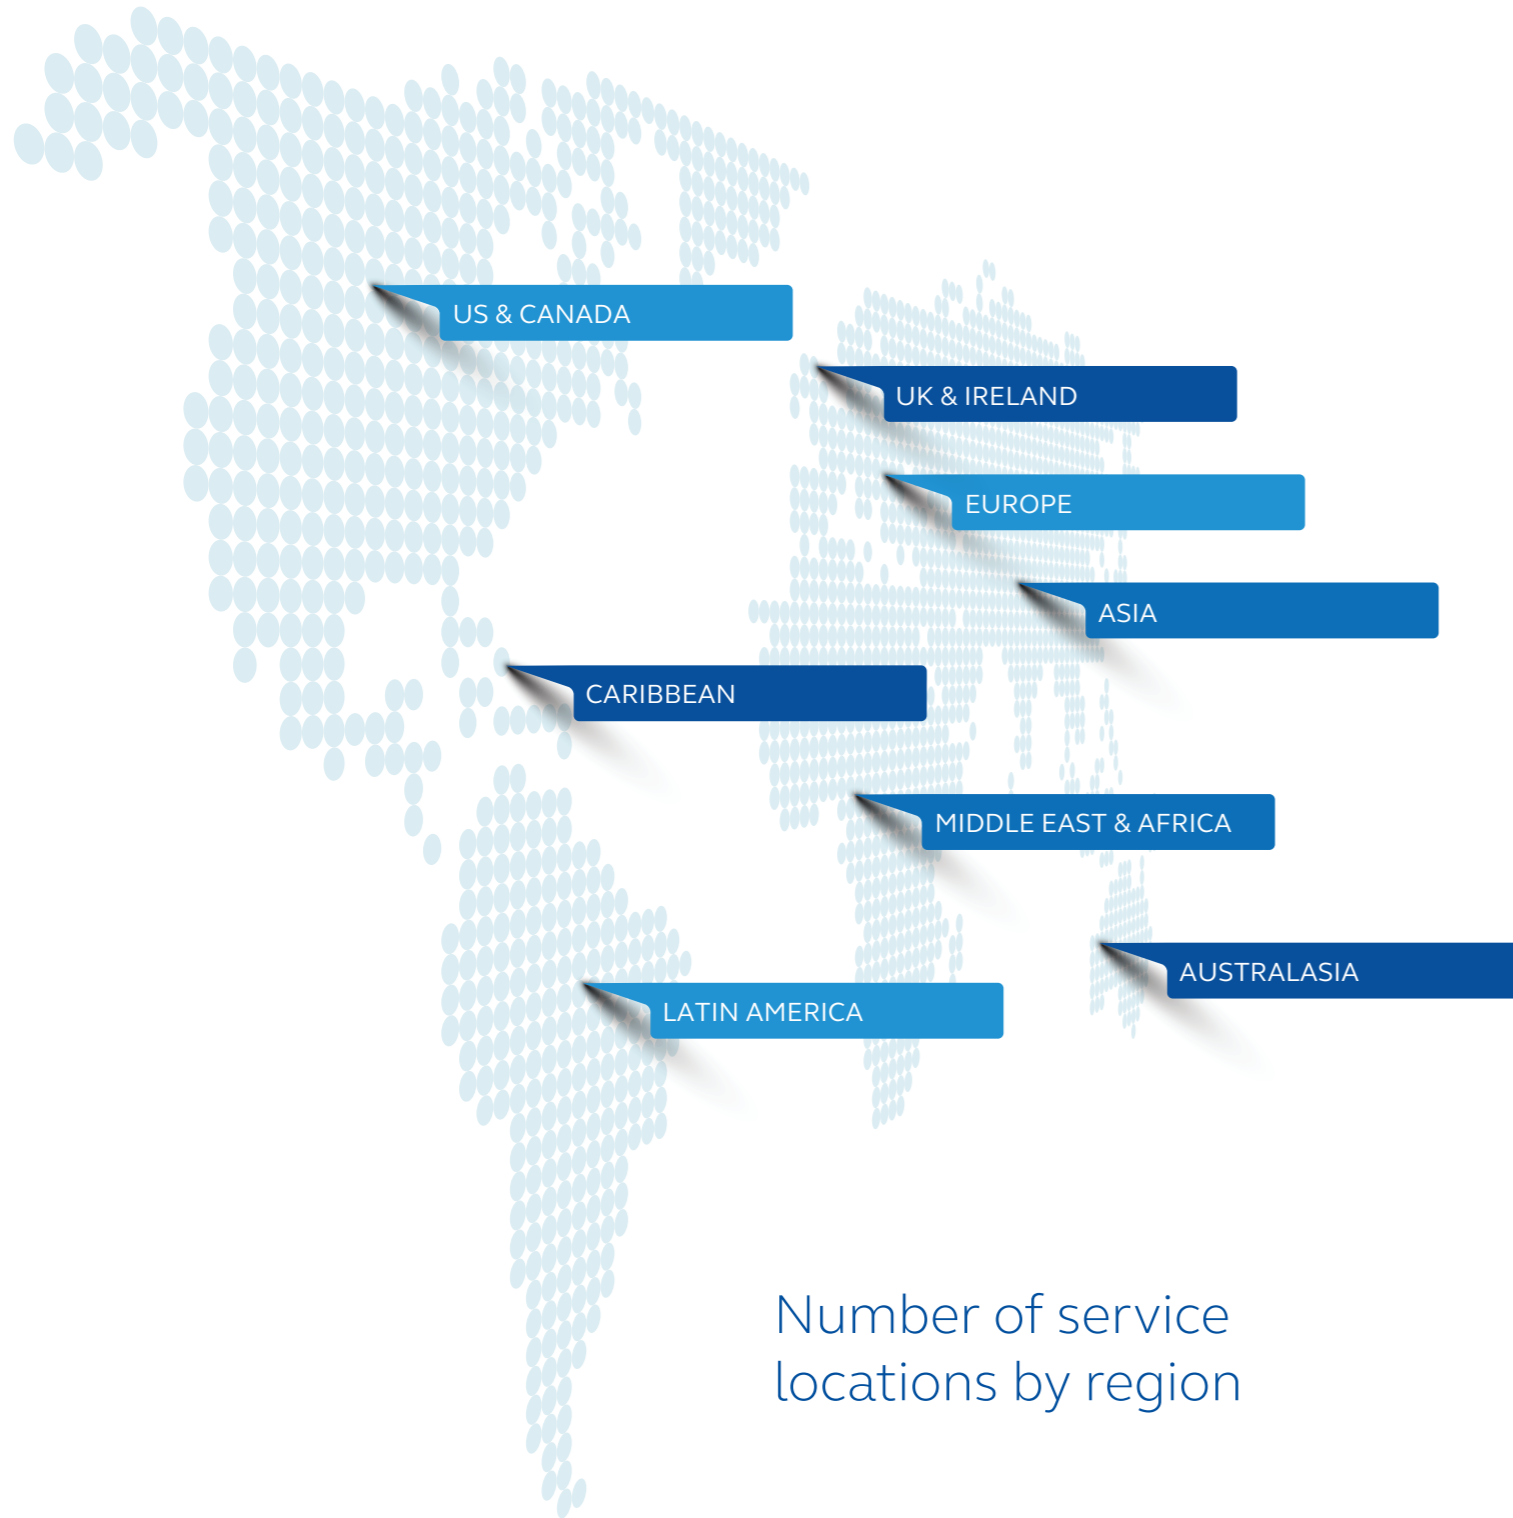 US & CANADA
UK & IRELAND
EUROPE
ASIA
CARIBBEAN
MIDDLE EAST & AFRICA
AUSTRALASIA
LATIN AMERICA
Number of service
locations by region